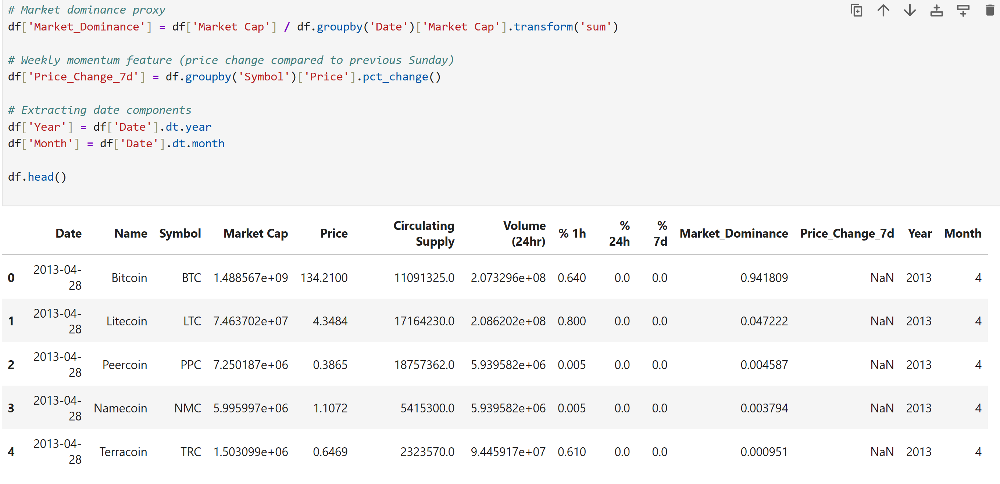 # Market dominance proxy
df['Market_Dominance'] = df['Market Cap'] / df.groupby('Date')['Market Cap'].transform('sum')
# Weekly momentum feature (price change compared to previous Sunday)
df['Price_Change_7d'] = df.groupby('Symbol')['Price'].pct_change()
# Extracting date components
df['Year'] = df['Date'].dt.year
df['Month'] = df['Date'].dt.month
df.head()
Date Name Symbol Market Cap Price Circulating Supply Volume (24hr) % 1h % 24h % 7d Market_Dominance Price_Change_7d Year Month
0 2013-04-28 Bitcoin BTC 1.488567e+09 134.2100 11091325.0 2.073296e+08 0.640 0.0 0.0 0.941809 NaN 2013 4
1 2013-04-28 Litecoin LTC 7.463702e+07 4.3484 17164230.0 2.086202e+08 0.800 0.0 0.0 0.047222 NaN 2013 4
2 2013-04-28 Peercoin PPC 7.250187e+06 0.3865 18757362.0 5.939582e+06 0.005 0.0 0.0 0.004587 NaN 2013 4
3 2013-04-28 Namecoin NMC 5.995997e+06 1.1072 5415300.0 5.939582e+06 0.005 0.0 0.0 0.003794 NaN 2013 4
4 2013-04-28 Terracoin TRC 1.503099e+06 0.6469 2323570.0 9.445917e+07 0.610 0.0 0.0 0.000951 NaN 2013 4